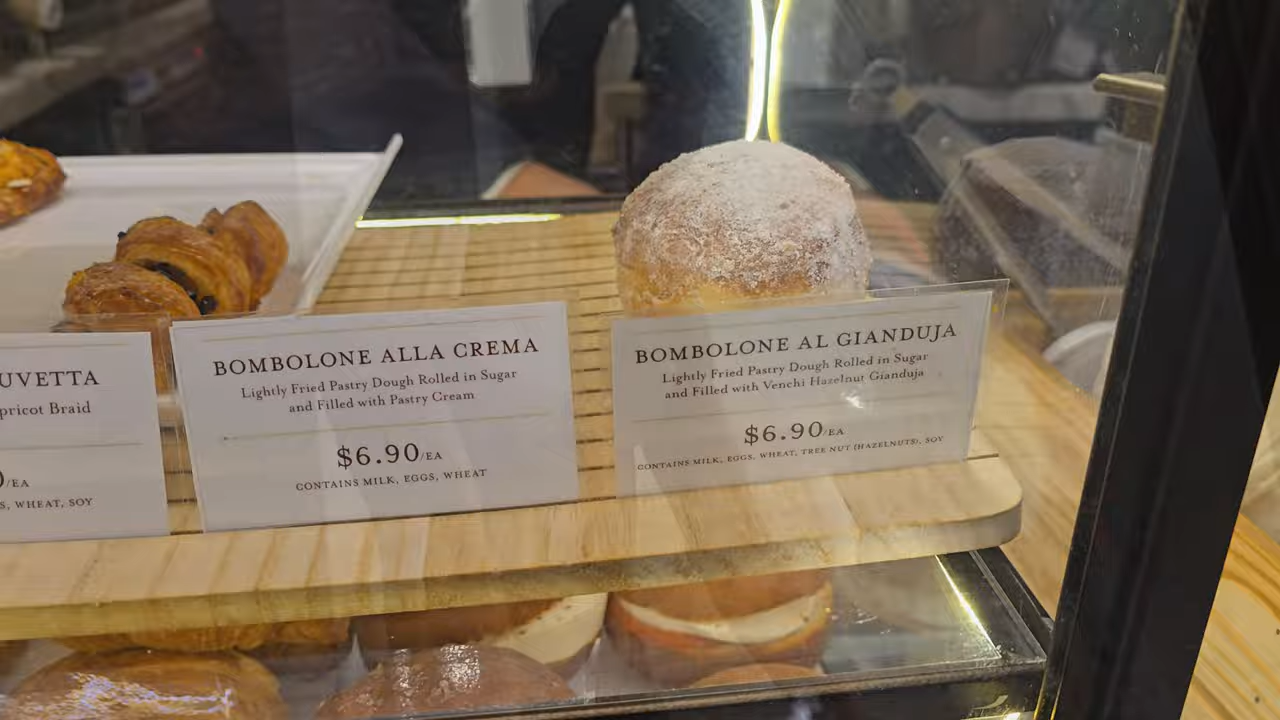 UVETTA
pricot Braid
/EA
S, WHEAT, SOY
BOMBOLONE ALLA CREMA
Lightly Fried Pastry Dough Rolled in Sugar
and Filled with Pastry Cream
$6.90/EA
CONTAINS MILK, EGGS, WHEAT
BOMBOLONE AL GIANDUJA
Lightly Fried Pastry Dough Rolled in Sugar
and Filled with Venchi Hazelnut Gianduja
$6.90/EA
CONTAINS MILK, EGGS, WHEAT, TREE NUT (HAZELNUTS), SOY